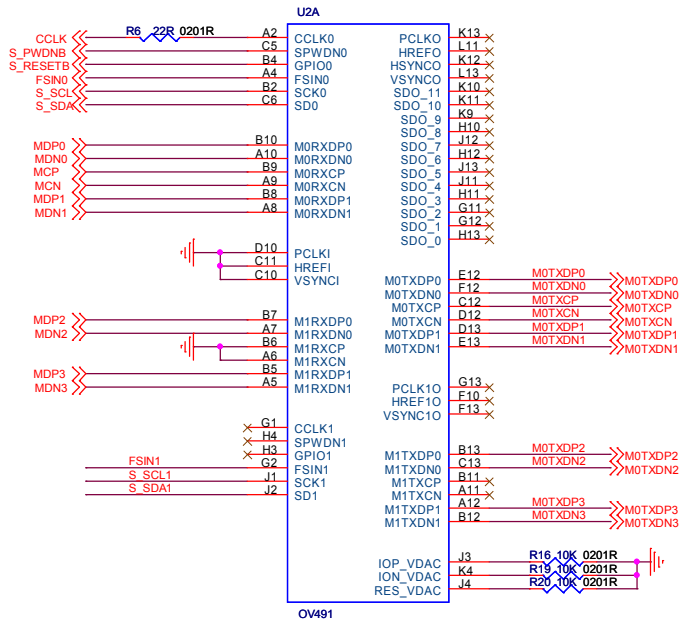 U2A
CCLK R6 22R 0201R A2 CCLK0 PCLKO K13
S_PWDNB C5 SPWDN0 HREFO L11
S_RESETB B4 GPIO0 HSYNCO K12
FSIN0 A4 FSIN0 VSYNCO L13
S_SCL B2 SCK0 SDO_11 K10
S_SDA C6 SD0 SDO_10 K11
SDO_9 K9
SDO_8 H10
MDP0 B10 M0RXDP0 SDO_7 J12
MDN0 A10 M0RXDN0 SDO_6 H12
MCP B9 M0RXCP SDO_5 J13
MCN A9 M0RXCN SDO_4 J11
MDP1 B8 M0RXDP1 SDO_3 H11
MDN1 A8 M0RXDN1 SDO_2 G11
SDO_1 G12
SDO_0 H13
D10 PCLKI
C11 HREFI
C10 VSYNCI
M0TXDP0 E12 M0TXDP0 M0TXDP0
M0TXDN0 F12 M0TXDN0 M0TXDN0
M0TXCP C12 M0TXCP M0TXCP
M0TXCN D12 M0TXCN M0TXCN
M0TXDP1 D13 M0TXDP1 M0TXDP1
M0TXDN1 E13 M0TXDN1 M0TXDN1
MDP2 B7 M1RXDP0
MDN2 A7 M1RXDN0
B6 M1RXCP
A6 M1RXCN
MDP3 B5 M1RXDP1
MDN3 A5 M1RXDN1
PCLK1O G13
HREF1O F10
VSYNC1O F13
G1 CCLK1
H4 SPWDN1
H3 GPIO1
FSIN1 G2 FSIN1
S_SCL1 J1 SCK1
S_SDA1 J2 SD1
M1TXDP0 B13 M0TXDP2 M0TXDP2
M1TXDN0 C13 M0TXDN2 M0TXDN2
M1TXCP B11
M1TXCN A11
M1TXDP1 A12 M0TXDP3 M0TXDP3
M1TXDN1 B12 M0TXDN3 M0TXDN3
IOP_VDAC J3 R16 10K 0201R
ION_VDAC K4 R19 10K 0201R
RES_VDAC J4 R20 10K 0201R
OV491